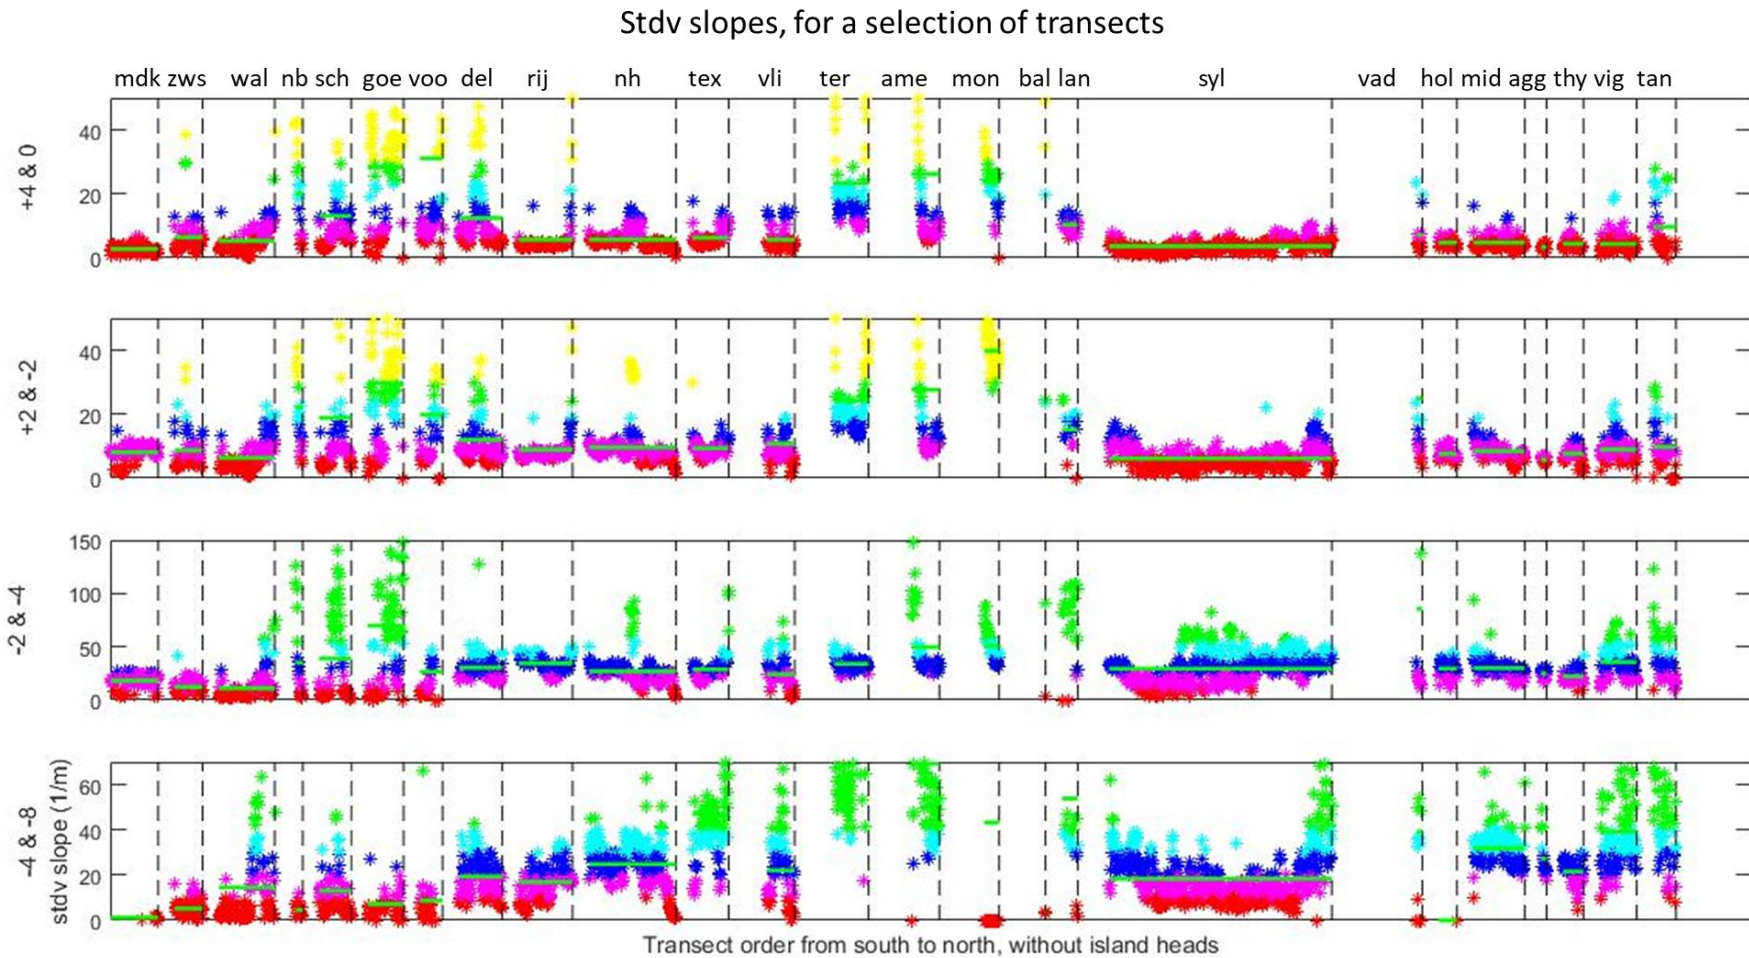 Stdv slopes, for a selection of transects
mdk zws wal nb sch goe voo del rij nh tex vli ter ame mon bal lan syl vad hol mid agg thy vig tan
+4 & 0
40
20
0
+2 & -2
40
20
0
-2 & -4
150
100
50
0
-4 & -8
stdv slope (1/m)
60
40
20
0
Transect order from south to north, without island heads